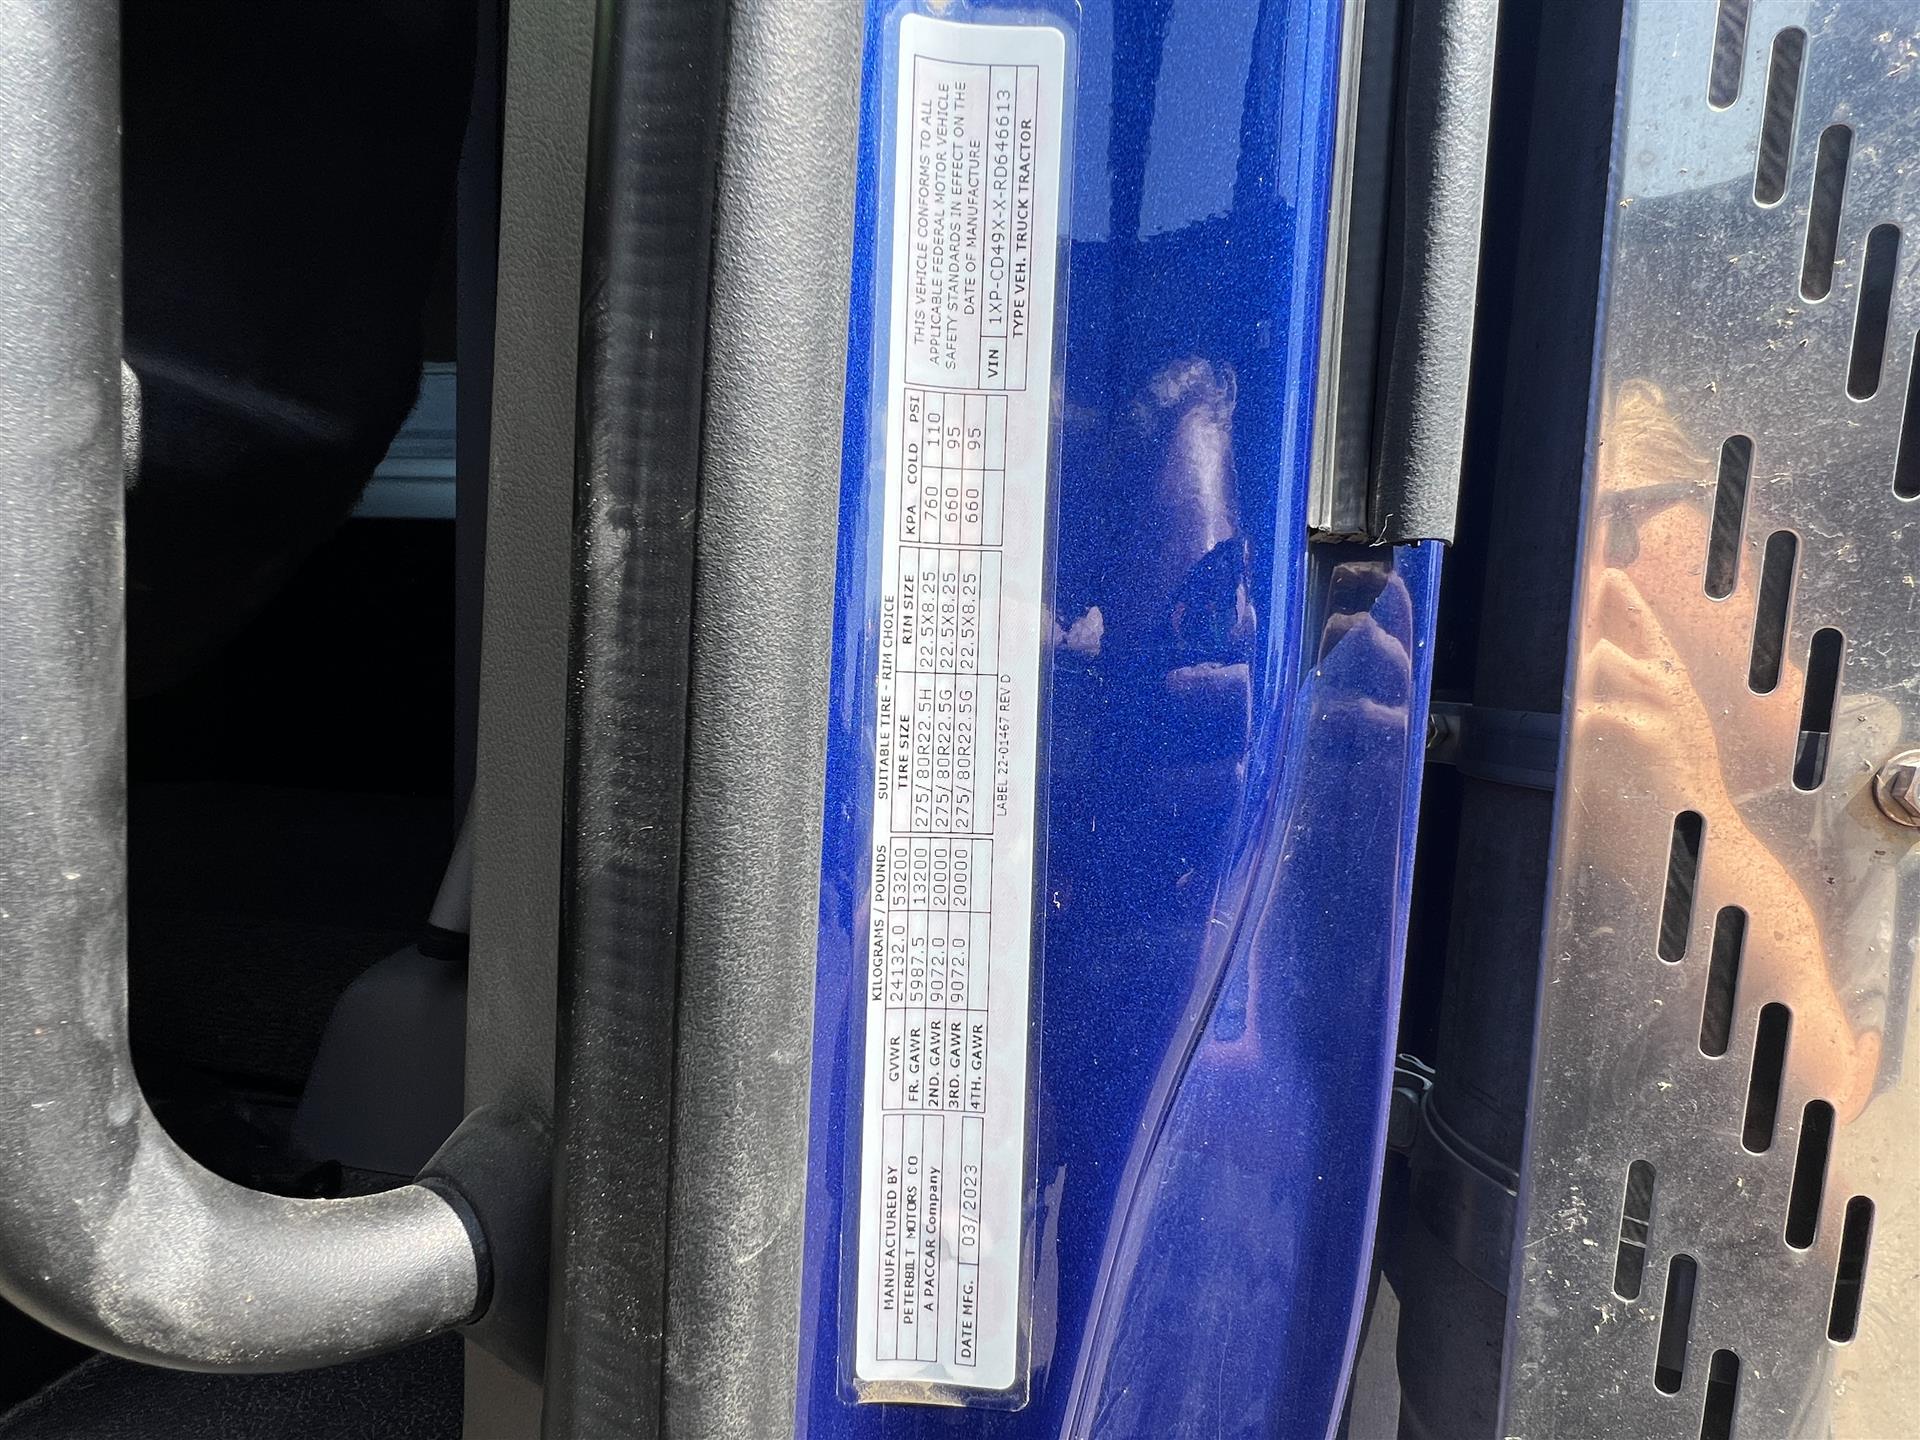 MANUFACTURED BY
PETERBILT MOTORS CO
A PACCAR Company
DATE MFG. 03/2023
KILOGRAMS / POUNDS
GVWR 24132.0 53200
FR. GAWR 5987.5 13200
2ND. GAWR 9072.0 20000
3RD. GAWR 9072.0 20000
4TH. GAWR
SUITABLE TIRE - RIM CHOICE
TIRE SIZE RIM SIZE KPA COLD PSI
275/80R22.5H 22.5X8.25 760 110
275/80R22.5G 22.5X8.25 660 95
275/80R22.5G 22.5X8.25 660 95
LABEL 22-01467 REV D
THIS VEHICLE CONFORMS TO ALL
APPLICABLE FEDERAL MOTOR VEHICLE
SAFETY STANDARDS IN EFFECT ON THE
DATE OF MANUFACTURE
VIN 1XP-CD49X-X-RD646613
TYPE VEH. TRUCK TRACTOR